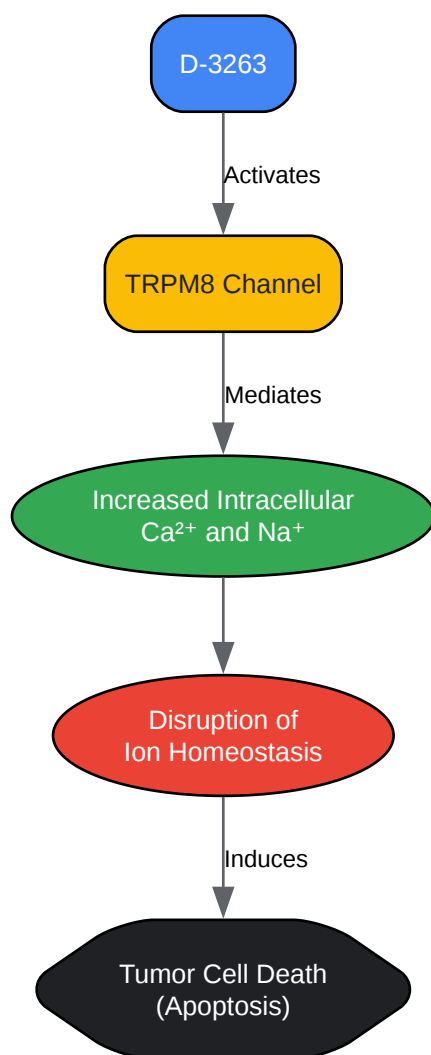 D-3263
Activates
TRPM8 Channel
Mediates
Increased Intracellular
Ca²⁺ and Na⁺
Disruption of
Ion Homeostasis
Induces
Tumor Cell Death
(Apoptosis)